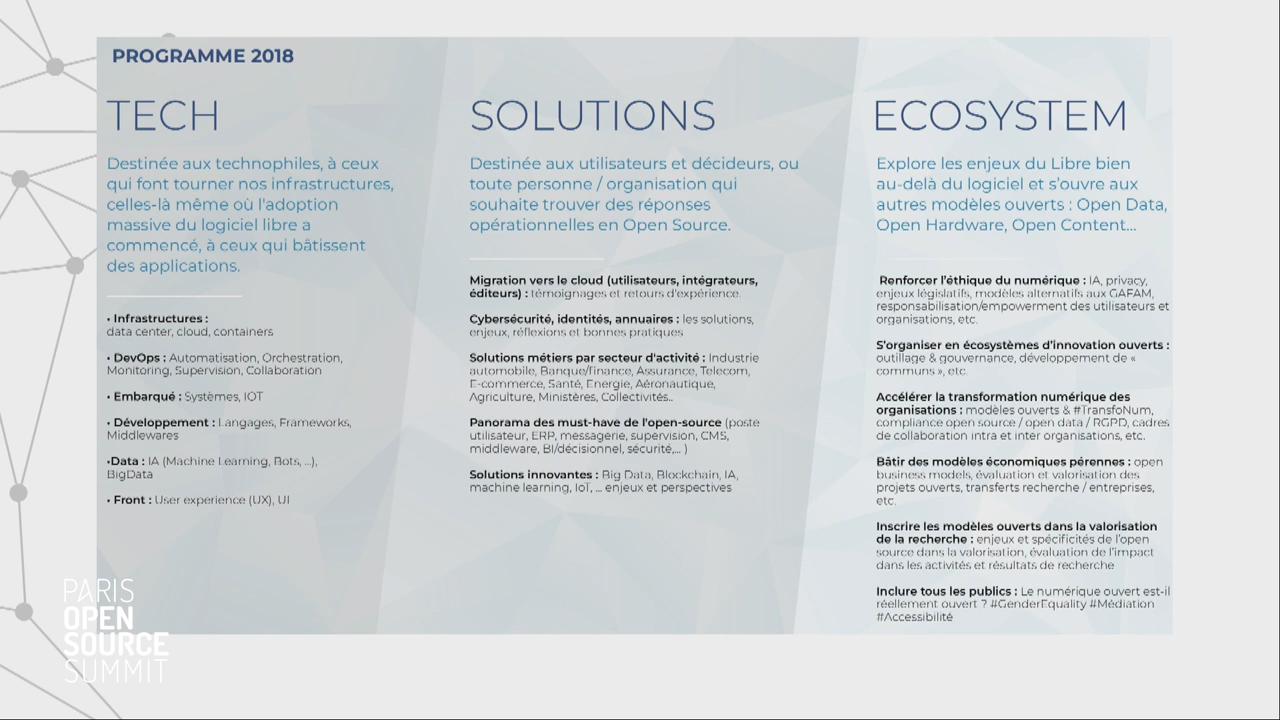 PROGRAMME 2018
TECH
Destinée aux technophiles, à ceux
qui font tourner nos infrastructures,
celles-là même où l'adoption
massive du logiciel libre a
commencé, à ceux qui bâtissent
des applications.
• Infrastructures :
data center, cloud, containers
• DevOps : Automatisation, Orchestration,
Monitoring, Supervision, Collaboration
• Embarqué : Systèmes, IOT
• Développement : Langages, Frameworks,
Middlewares
•Data : IA (Machine Learning, Bots, ...),
BigData
• Front : User experience (UX), UI
SOLUTIONS
Destinée aux utilisateurs et décideurs, ou
toute personne / organisation qui
souhaite trouver des réponses
opérationnelles en Open Source.
Migration vers le cloud (utilisateurs, intégrateurs,
éditeurs) : témoignages et retours d'expérience.
Cybersécurité, identités, annuaires : les solutions,
enjeux, réflexions et bonnes pratiques
Solutions métiers par secteur d'activité : Industrie
automobile, Banque/finance, Assurance, Telecom,
E-commerce, Santé, Energie, Aéronautique,
Agriculture, Ministères, Collectivités..
Panorama des must-have de l'open-source (poste
utilisateur, ERP, messagerie, supervision, CMS,
middleware, BI/décisionnel, sécurité,... )
Solutions innovantes : Big Data, Blockchain, IA,
machine learning, IoT, ... enjeux et perspectives
ECOSYSTEM
Explore les enjeux du Libre bien
au-delà du logiciel et s'ouvre aux
autres modèles ouverts : Open Data,
Open Hardware, Open Content...
Renforcer l'éthique du numérique : IA, privacy,
enjeux législatifs, modèles alternatifs aux GAFAM,
responsabilisation/empowerment des utilisateurs et
organisations, etc.
S'organiser en écosystèmes d'innovation ouverts :
outillage & gouvernance, développement de «
communs », etc.
Accélérer la transformation numérique des
organisations : modèles ouverts & #TransfoNum,
compliance open source / open data / RGPD, cadres
de collaboration intra et inter organisations, etc.
Bâtir des modèles économiques pérennes : open
business models, évaluation et valorisation des
projets ouverts, transferts recherche / entreprises,
etc.
Inscrire les modèles ouverts dans la valorisation
de la recherche : enjeux et spécificités de l'open
source dans la valorisation, évaluation de l'impact
dans les activités et résultats de recherche
Inclure tous les publics : Le numérique ouvert est-il
réellement ouvert ? #GenderEquality #Médiation
#Accessibilité
PARIS
OPEN
SOURCE
SUMMIT